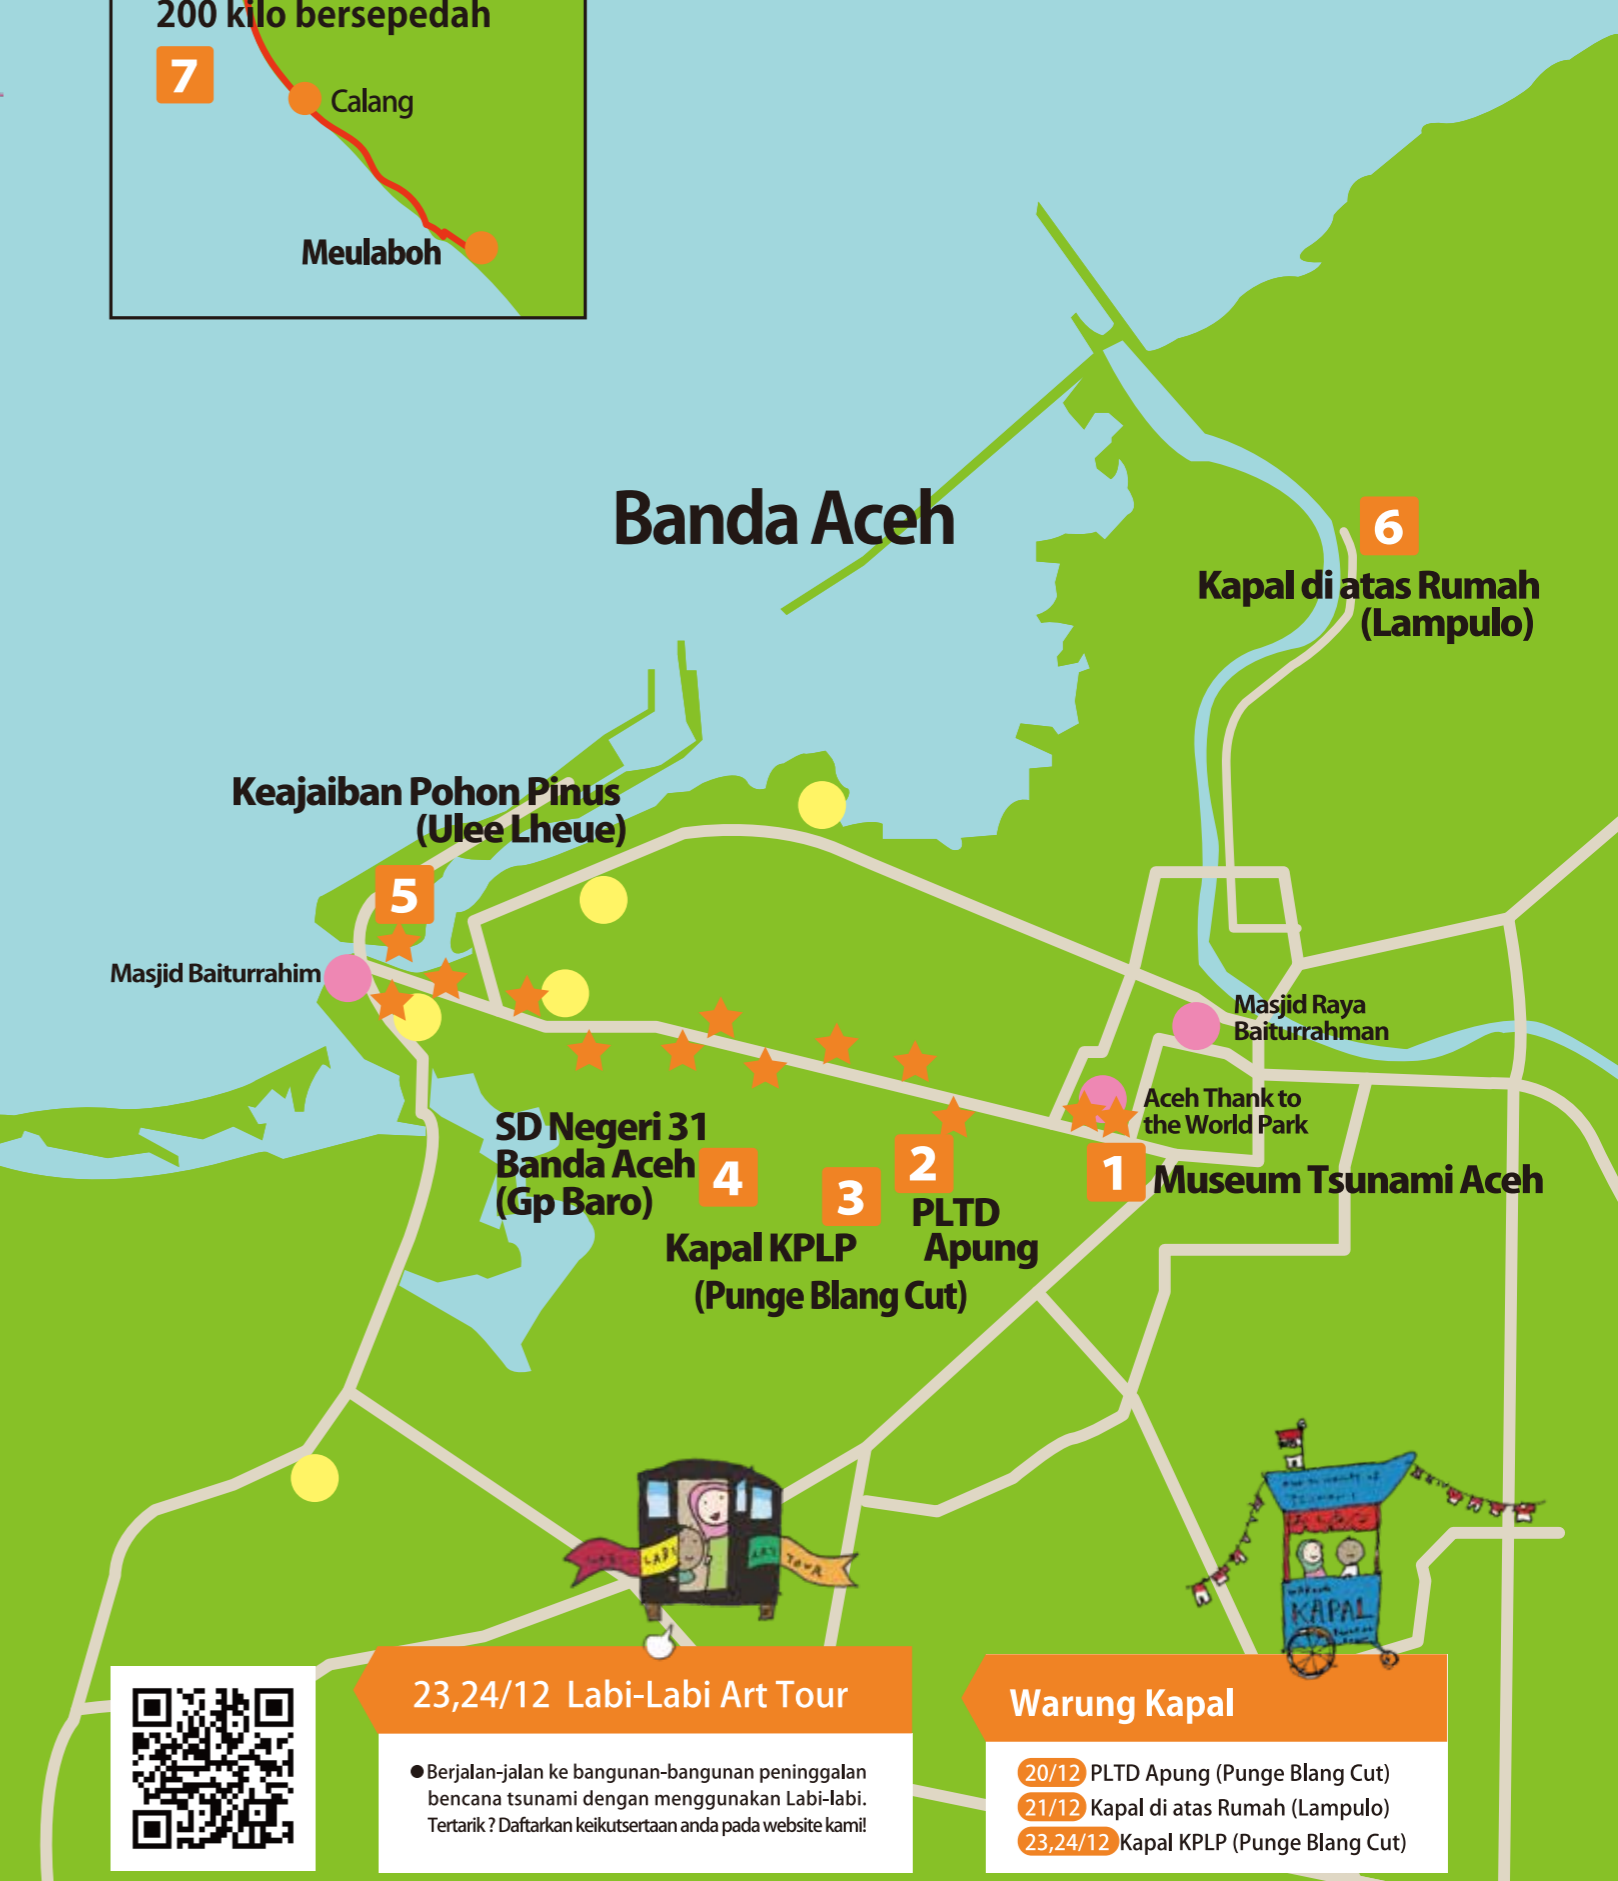 200 kilo bersepedah
7
Calang
Meulaboh
Banda Aceh
6
Kapal di atas Rumah
(Lampulo)
Keajaiban Pohon Pinus
(Ulee Lheue)
5
Masjid Baiturrahim
Masjid Raya
Baiturrahman
Aceh Thank to
the World Park
SD Negeri 31
Banda Aceh
(Gp Baro)
4
3
2
1
Museum Tsunami Aceh
PLTD
Apung
Kapal KPLP
(Punge Blang Cut)
LABI
ART
TOUR
KAPAL
23,24/12 Labi-Labi Art Tour
●Berjalan-jalan ke bangunan-bangunan peninggalan
bencana tsunami dengan menggunakan Labi-labi.
Tertarik ? Daftarkan keikutsertaan anda pada website kami!
Warung Kapal
20/12 PLTD Apung (Punge Blang Cut)
21/12 Kapal di atas Rumah (Lampulo)
23,24/12 Kapal KPLP (Punge Blang Cut)